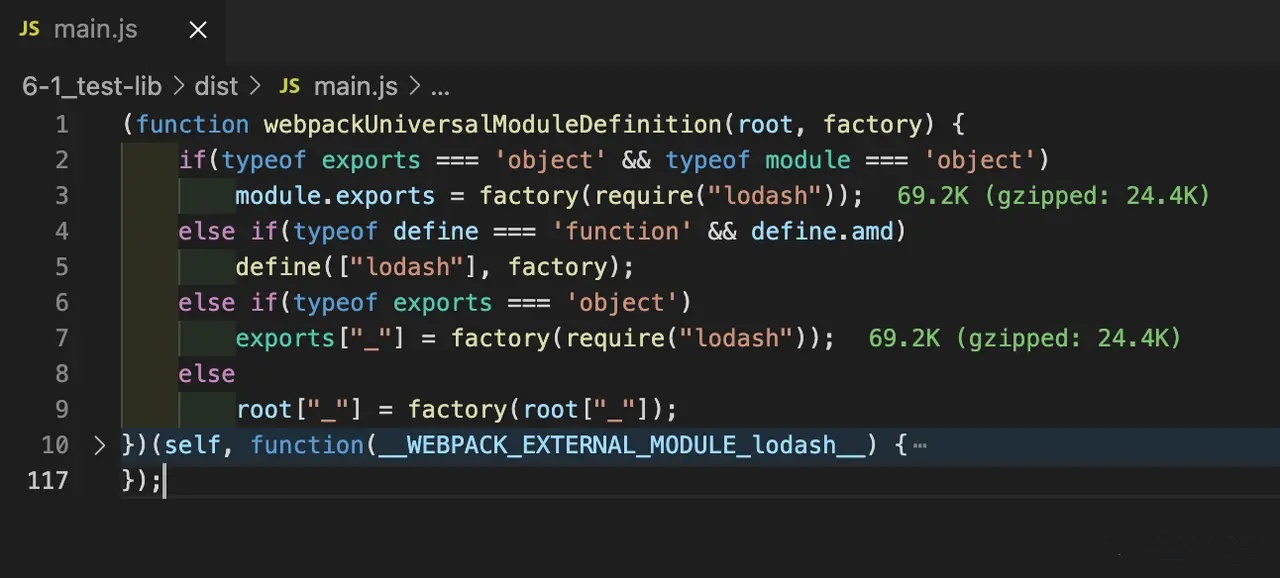 JS main.js ×
6-1_test-lib > dist > JS main.js > ...
1 (function webpackUniversalModuleDefinition(root, factory) {
2 if(typeof exports === 'object' && typeof module === 'object')
3 module.exports = factory(require("lodash")); 69.2K (gzipped: 24.4K)
4 else if(typeof define === 'function' && define.amd)
5 define(["lodash"], factory);
6 else if(typeof exports === 'object')
7 exports["_"] = factory(require("lodash")); 69.2K (gzipped: 24.4K)
8 else
9 root["_"] = factory(root["_"]);
10 > })(self, function(__WEBPACK_EXTERNAL_MODULE_lodash__) {…
117 });